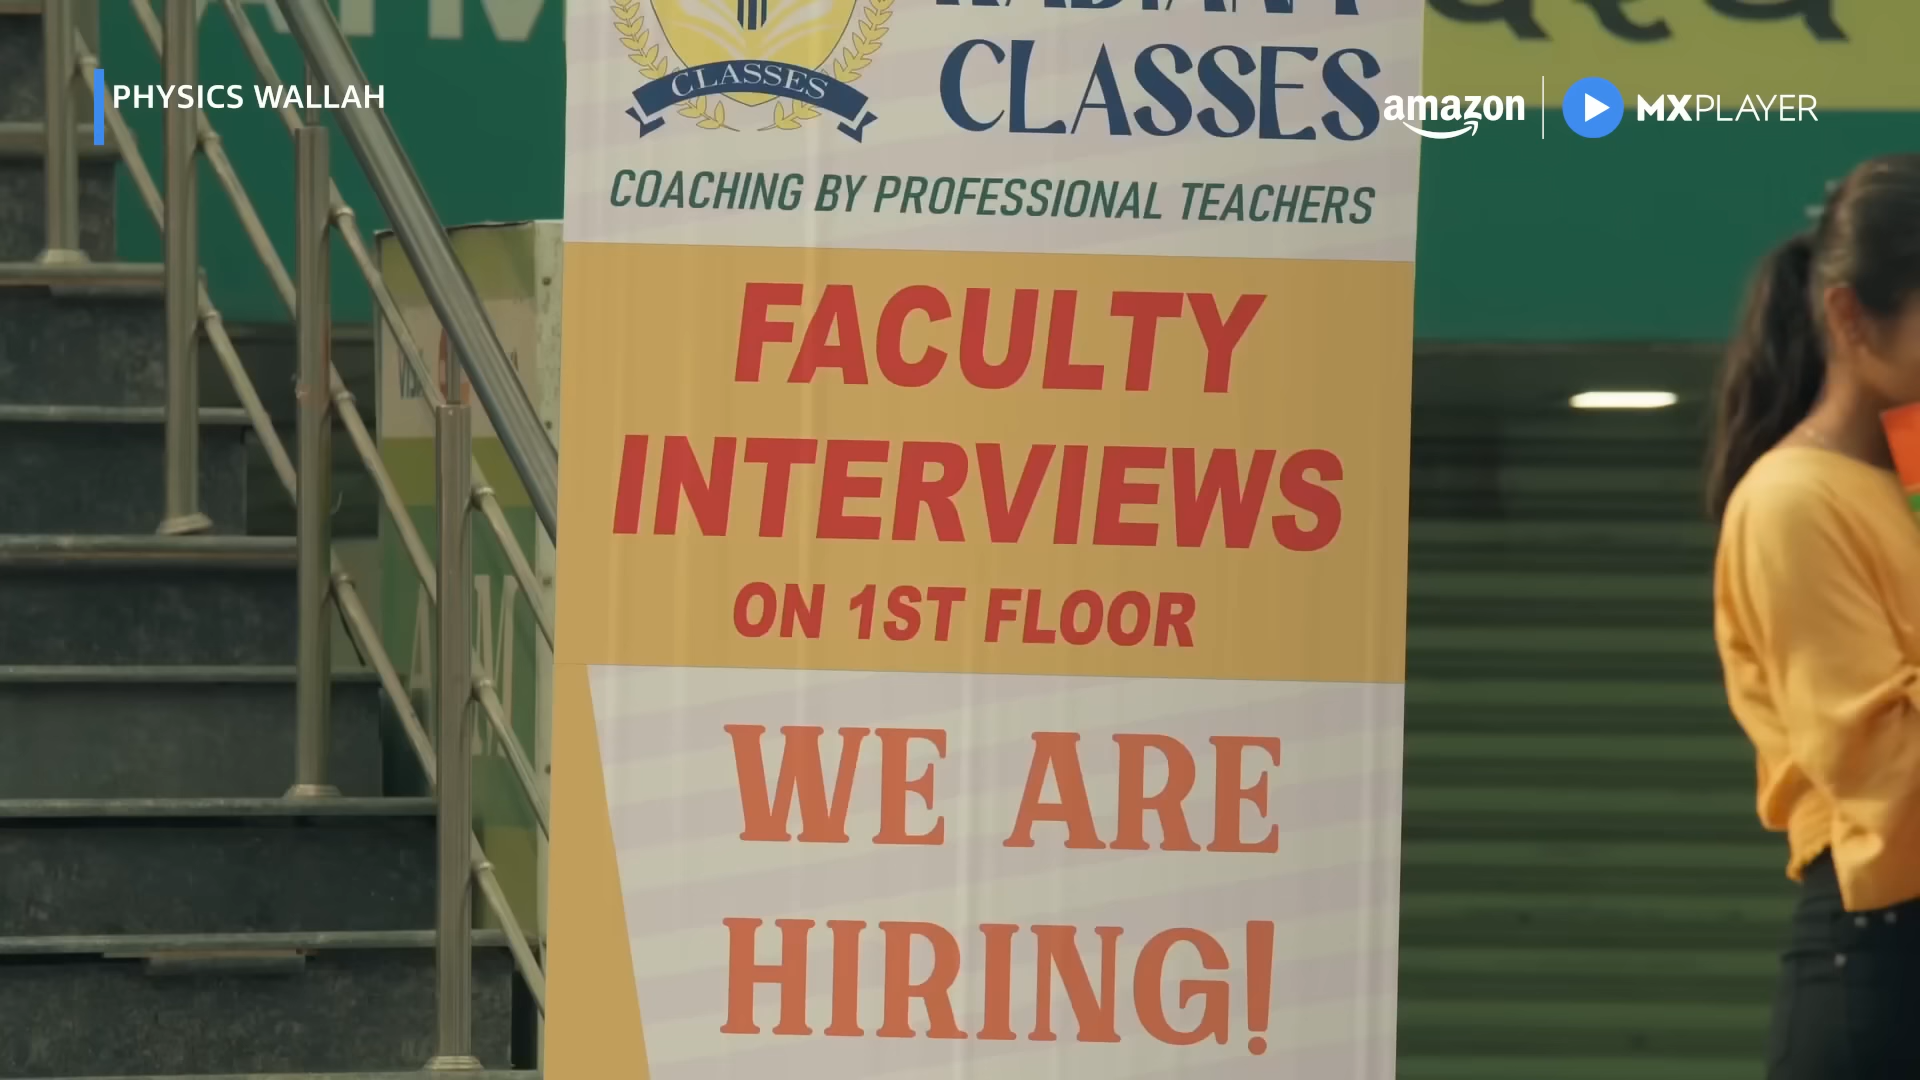 PHYSICS WALLAH
CLASSES
CLASSES
amazon
MXPLAYER
COACHING BY PROFESSIONAL TEACHERS
FACULTY
INTERVIEWS
ON 1ST FLOOR
WE ARE
HIRING!